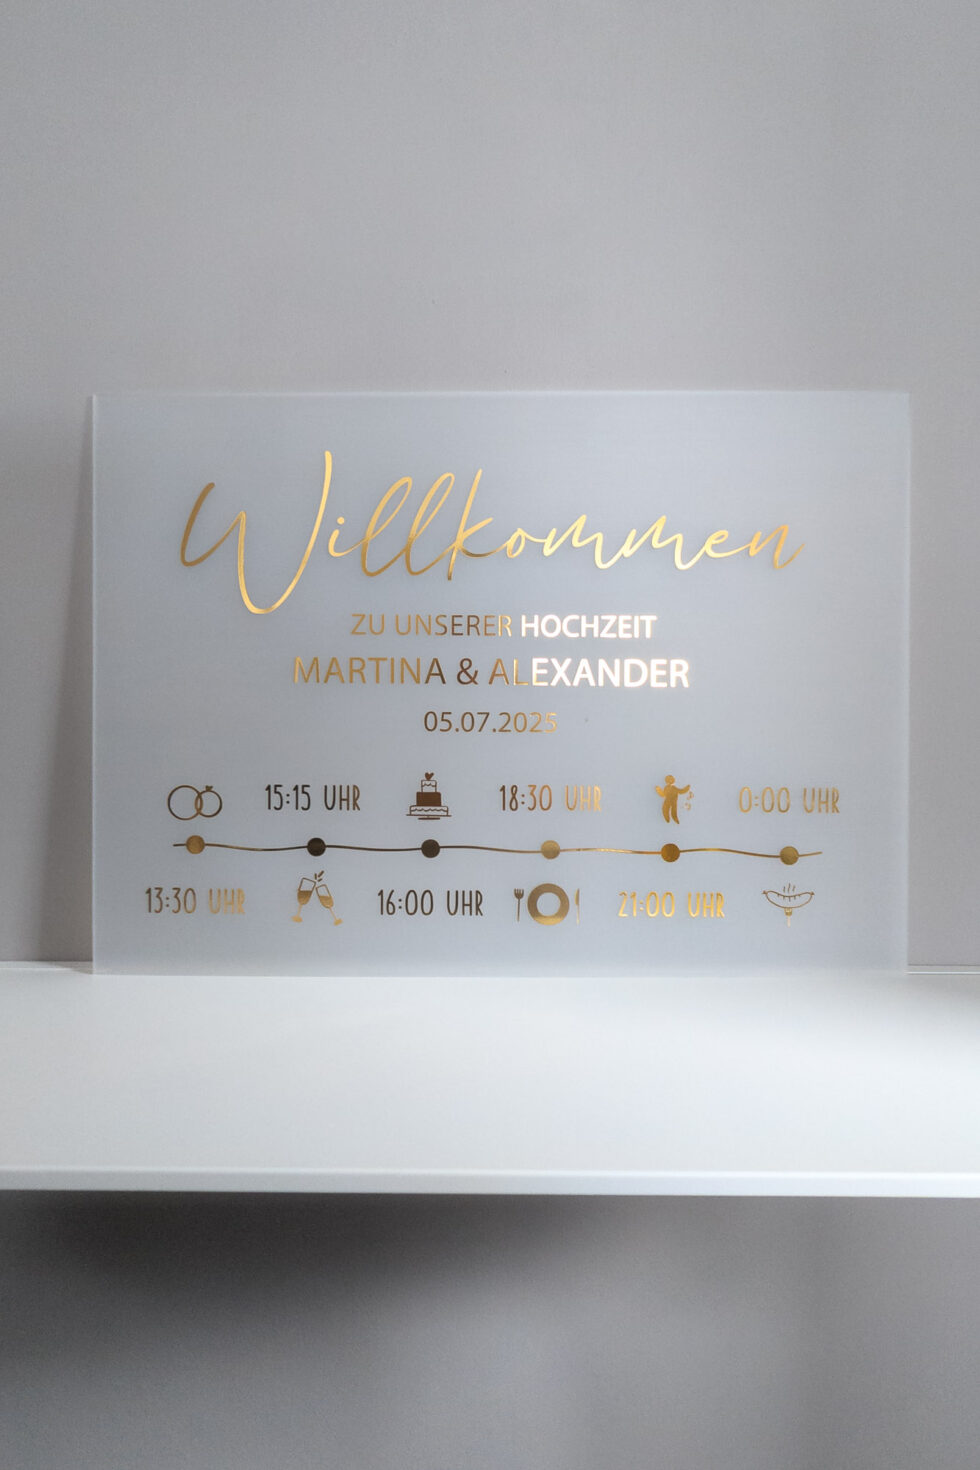 Willkommen
ZU UNSERER HOCHZEIT
MARTINA & ALEXANDER
05.07.2025
15:15 UHR 18:30 UHR 0:00 UHR
13:30 UHR 16:00 UHR 21:00 UHR